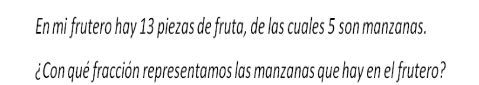 En mi frutero hay 13 piezas de fruta, de las cuales 5 son manzanas.
¿Con qué fracción representamos las manzanas que hay en el frutero?